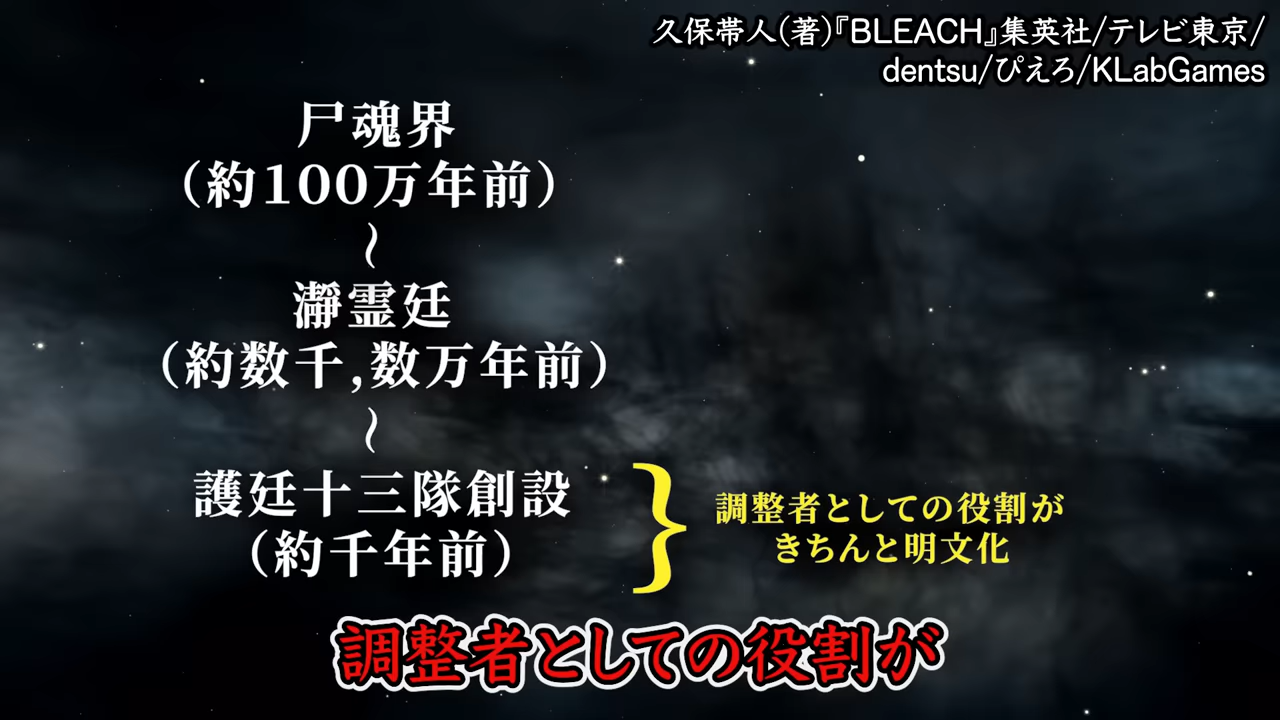 久保帯人(著)『BLEACH』集英社/テレビ東京/
dentsu/ぴえろ/KLabGames
尸魂界
(約100万年前)
~
瀞霊廷
(約数千,数万年前)
~
護廷十三隊創設
(約千年前)
調整者としての役割が
きちんと明文化
調整者としての役割が